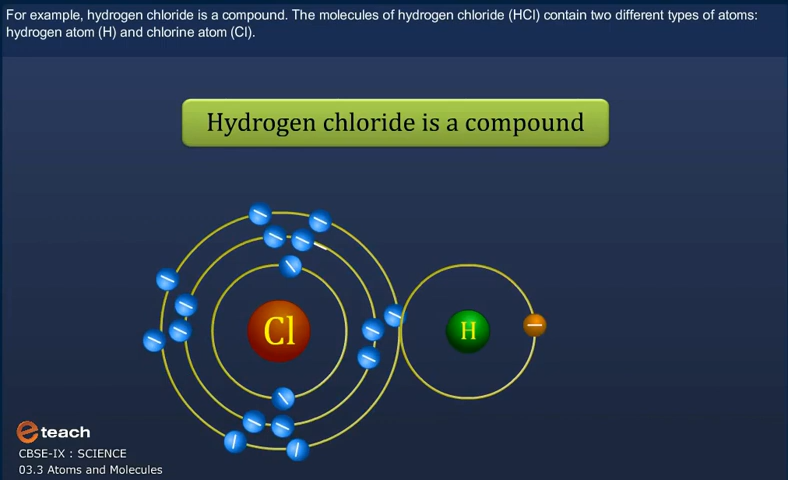 For example, hydrogen chloride is a compound. The molecules of hydrogen chloride (HCl) contain two different types of atoms:
hydrogen atom (H) and chlorine atom (Cl).
Hydrogen chloride is a compound
Cl
H
e teach
CBSE-IX : SCIENCE
03.3 Atoms and Molecules